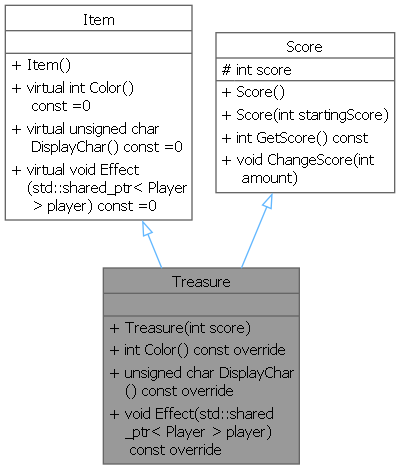 Item
+ Item()
+ virtual int Color()
const =0
+ virtual unsigned char
DisplayChar() const =0
+ virtual void Effect
(std::shared_ptr< Player
> player) const =0
Score
# int score
+ Score()
+ Score(int startingScore)
+ int GetScore() const
+ void ChangeScore(int
amount)
Treasure
+ Treasure(int score)
+ int Color() const override
+ unsigned char DisplayChar
() const override
+ void Effect(std::shared
_ptr< Player > player)
const override